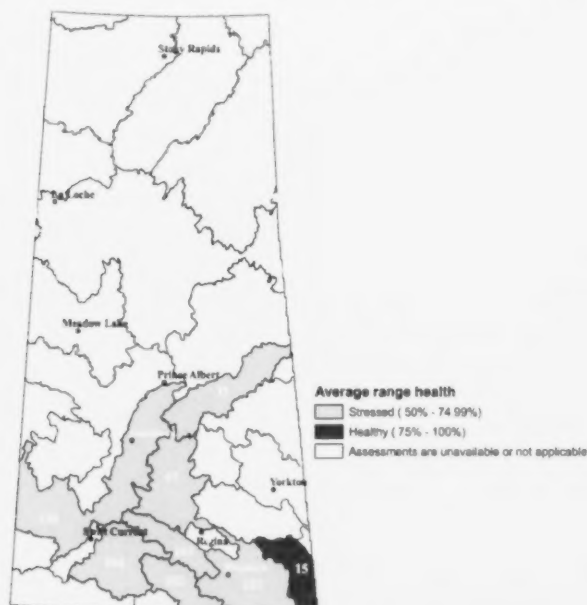 Stony Rapids
La Loche
Meadow Lake
Prince Albert
Average range health
Stressed ( 50% - 74.99%)
Healthy (75% - 100%)
Assessments are unavailable or not applicable
Yorkton
Swift Current
Regina
15